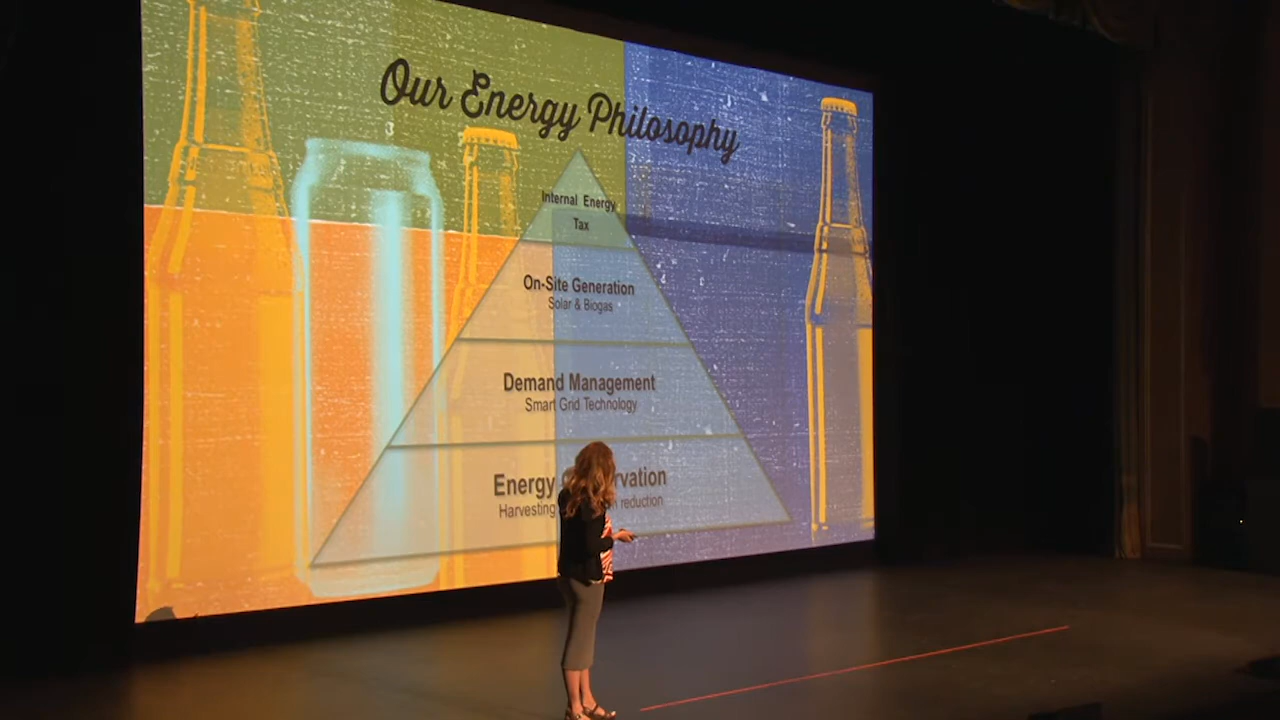 Our Energy Philosophy
Internal Energy
Tax
On-Site Generation
Solar & Biogas
Demand Management
Smart Grid Technology
Energy
Harvesting reduction